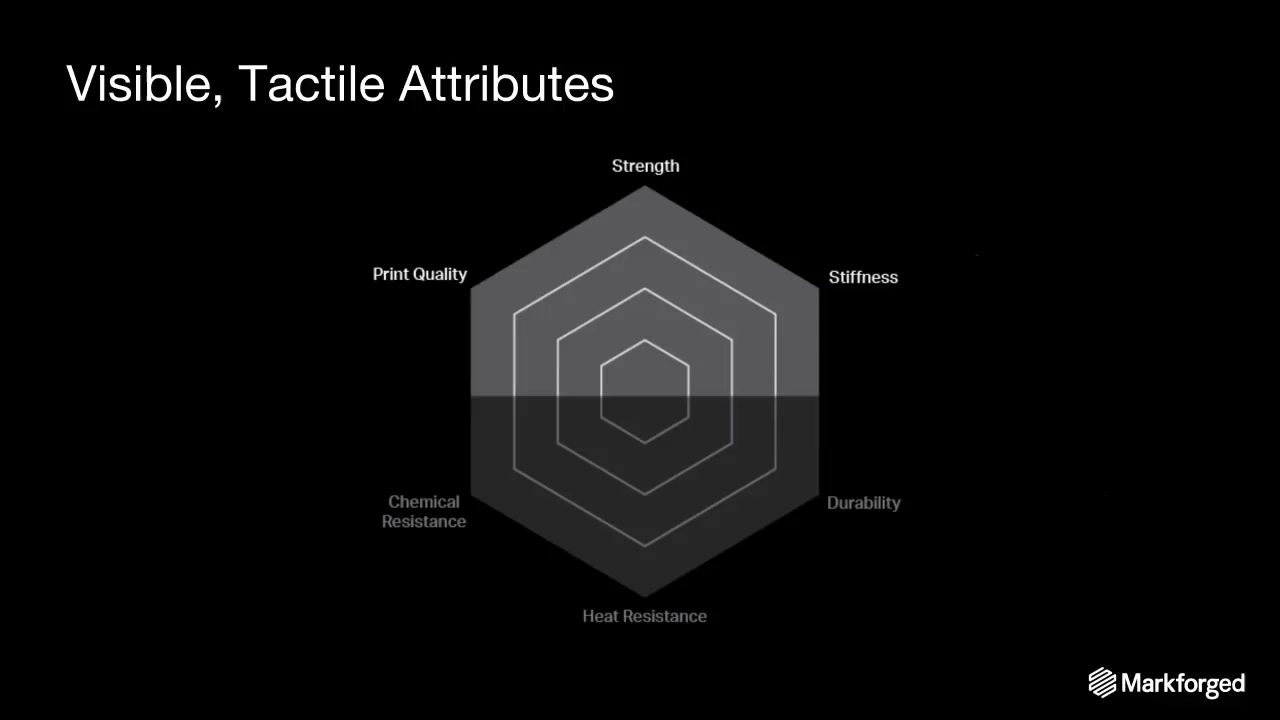 Visible, Tactile Attributes
Strength
Print Quality
Stiffness
Chemical
Resistance
Durability
Heat Resistance
Markforged